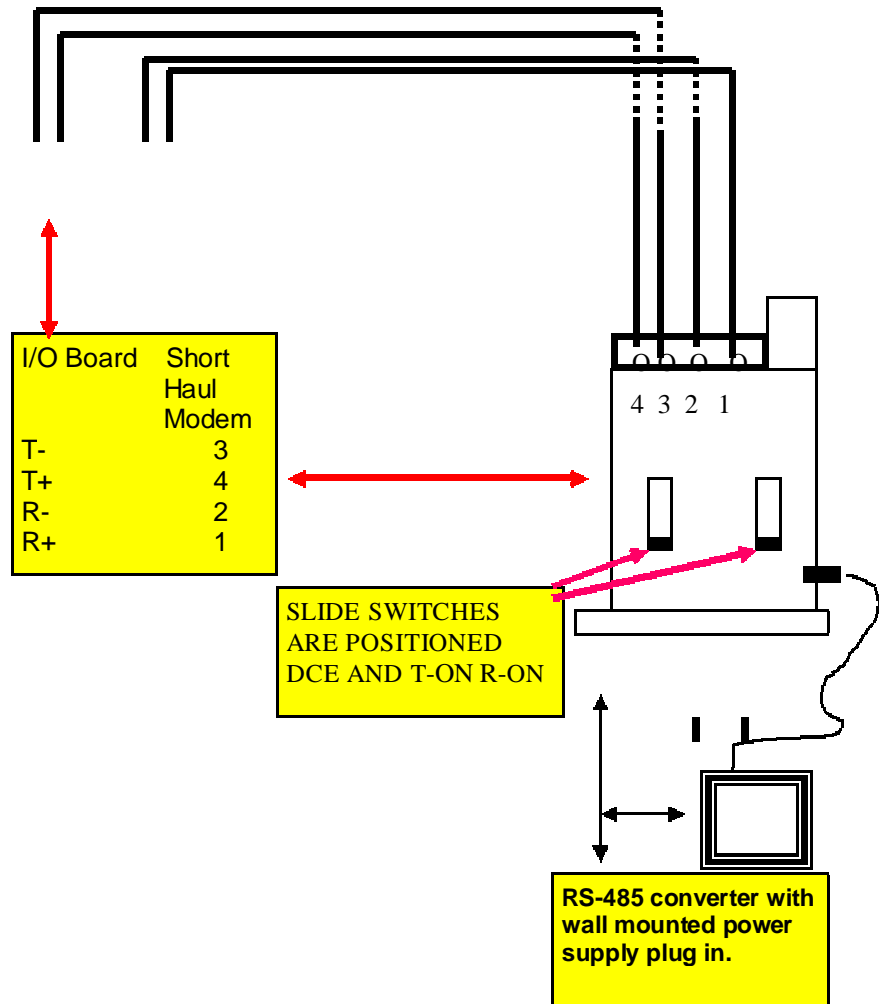 O O O O
4 3 2 1
I/O Board Short
Haul
Modem
T- 3
T+ 4
R- 2
R+ 1
SLIDE SWITCHES
ARE POSITIONED
DCE AND T-ON R-ON
RS-485 converter with
wall mounted power
supply plug in.